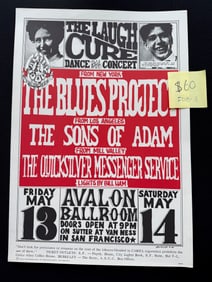 THE LAUGH
CURE
DANCE CONCERT
FROM NEW YORK
THE BLUES PROJECT
FROM LOS ANGELES
THE SONS OF ADAM
FROM MILL VALLEY
THE QUICKSILVER MESSENGER SERVICE
LIGHTS BY BILL HAM
FRIDAY
MAY
13
AVALON
BALLROOM
DOORS OPEN AT 9PM
ON SUTTER AT VAN NESS
IN SAN FRANCISCO
SATURDAY
MAY
14
$60